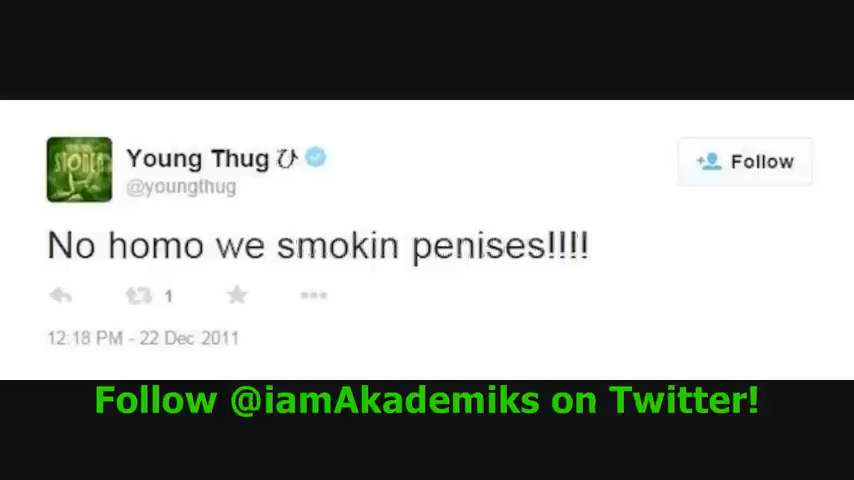 Young Thug ひ
@youngthug
Follow
No homo we smokin penises!!!!
1
12:18 PM - 22 Dec 2011
Follow @iamAkademiks on Twitter!